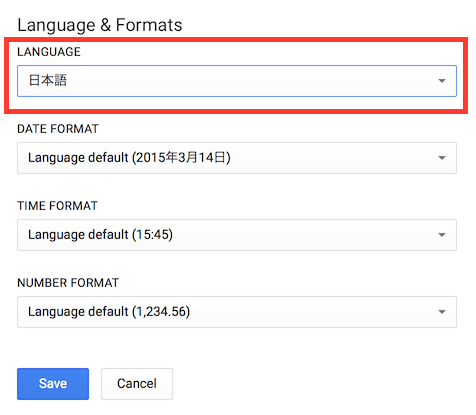 Language & Formats
LANGUAGE
日本語
DATE FORMAT
Language default (2015年3月14日)
TIME FORMAT
Language default (15:45)
NUMBER FORMAT
Language default (1,234.56)
Save Cancel